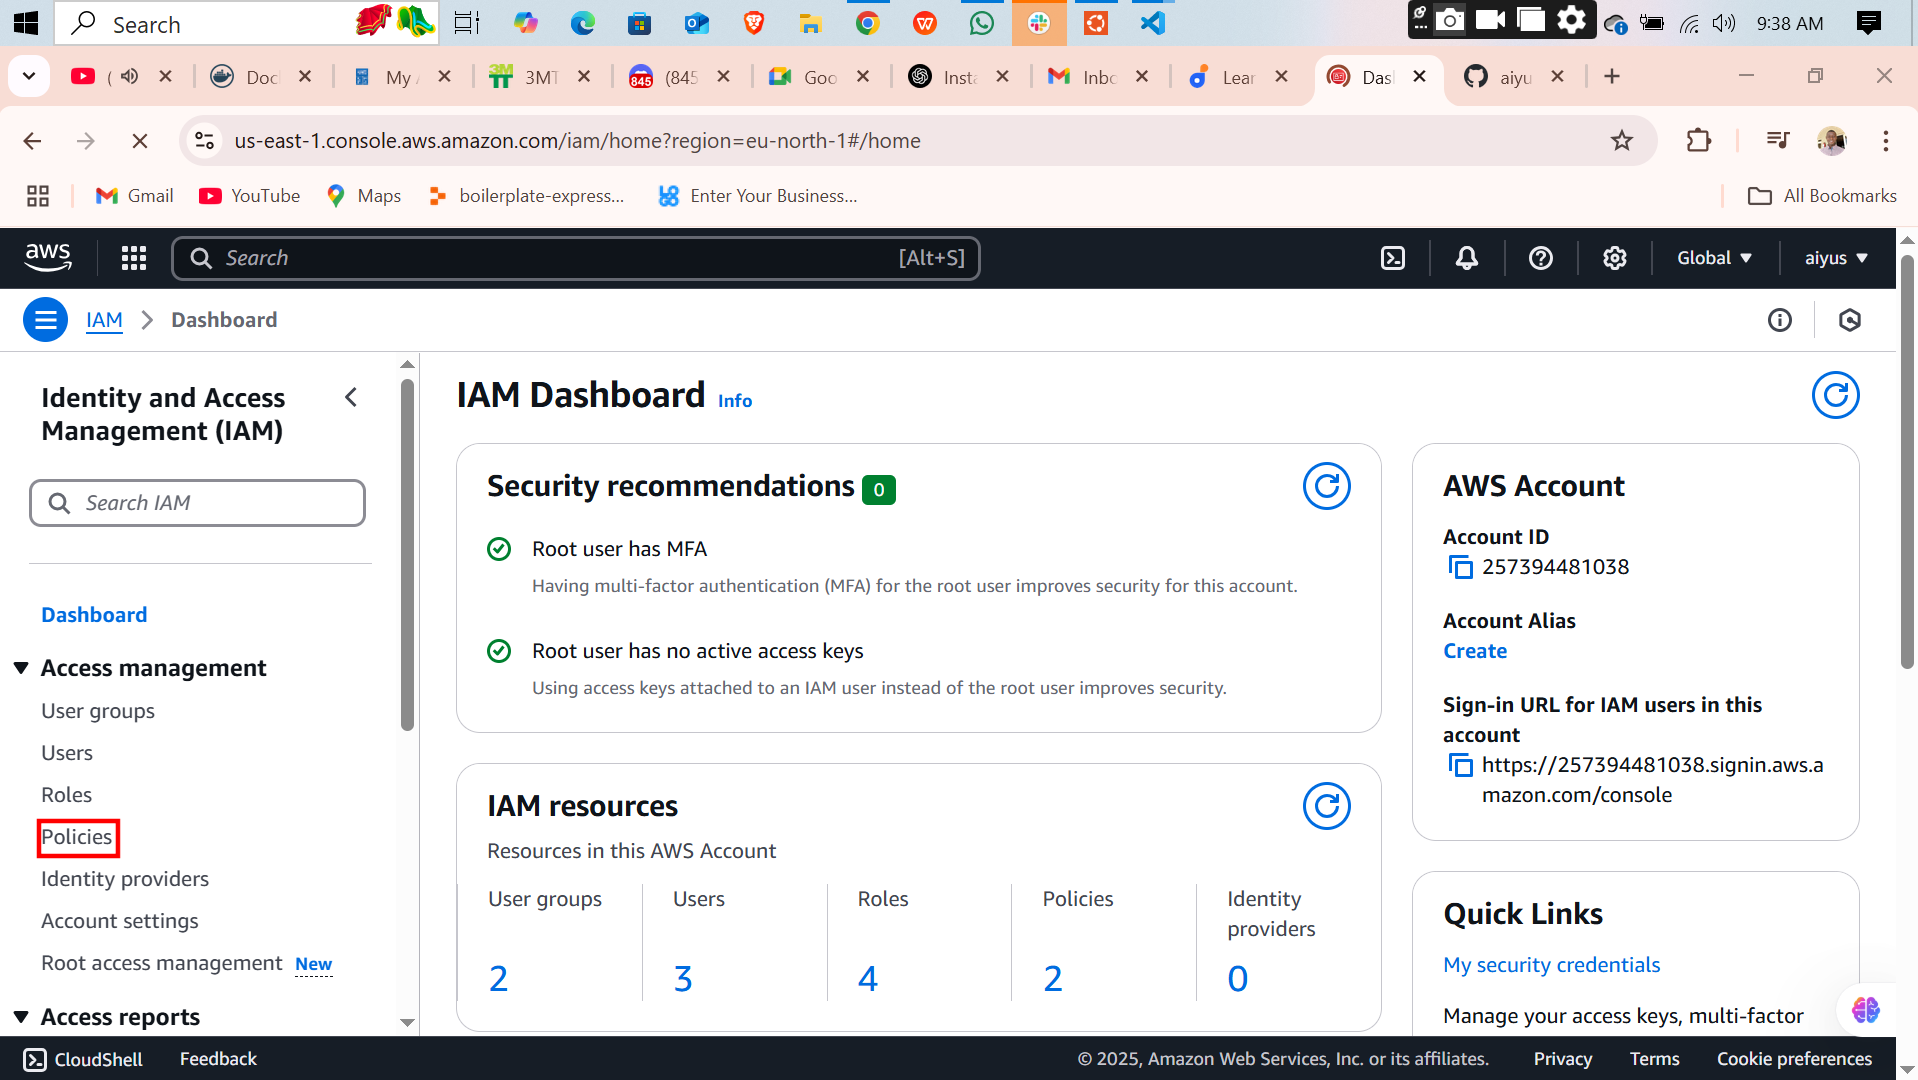 Search
9:38 AM
(
Doc
My A
3MT
845
(845
Goo
Insta
Inbo
Lear
Das
aiyu
us-east-1.console.aws.amazon.com/iam/home?region=eu-north-1#/home
Gmail
YouTube
Maps
boilerplate-express...
Enter Your Business...
All Bookmarks
aws
Search
[Alt+S]
Global
aiyus
IAM
Dashboard
Identity and Access
Management (IAM)
Search IAM
Dashboard
Access management
User groups
Users
Roles
Policies
Identity providers
Account settings
Root access management New
Access reports
IAM Dashboard Info
Security recommendations 0
Root user has MFA
Having multi-factor authentication (MFA) for the root user improves security for this account.
Root user has no active access keys
Using access keys attached to an IAM user instead of the root user improves security.
IAM resources
Resources in this AWS Account
User groups
2
Users
3
Roles
4
Policies
2
Identity
providers
0
AWS Account
Account ID
257394481038
Account Alias
Create
Sign-in URL for IAM users in this
account
https://257394481038.signin.aws.a
mazon.com/console
Quick Links
My security credentials
Manage your access keys, multi-factor
CloudShell
Feedback
© 2025, Amazon Web Services, Inc. or its affiliates.
Privacy
Terms
Cookie preferences